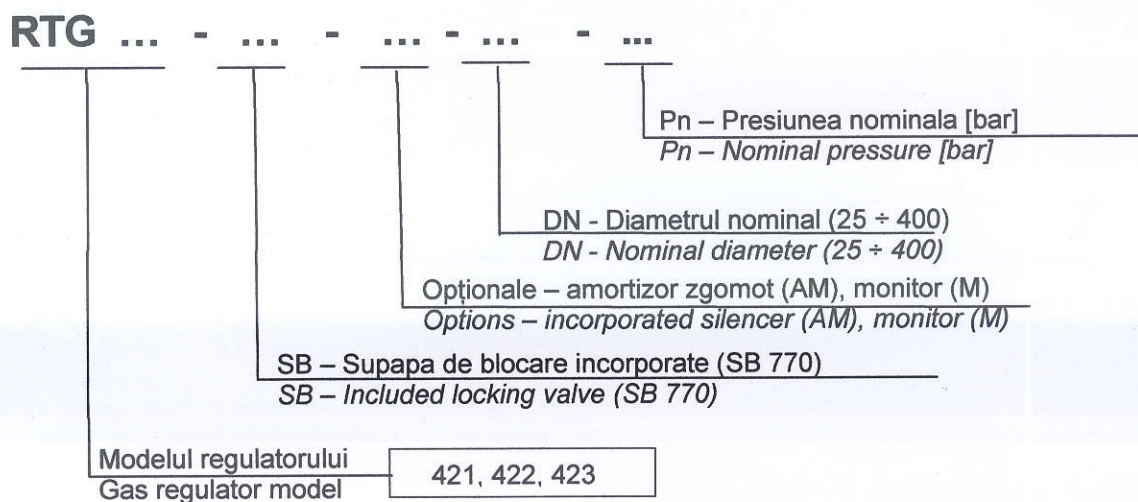 RTG ... - ... - ... - ... - ...
Pn – Presiunea nominala [bar]
Pn – Nominal pressure [bar]
DN - Diametrul nominal (25 ÷ 400)
DN - Nominal diameter (25 ÷ 400)
Opționale – amortizor zgomot (AM), monitor (M)
Options – incorporated silencer (AM), monitor (M)
SB – Supapa de blocare incorporate (SB 770)
SB – Included locking valve (SB 770)
Modelul regulatorului
Gas regulator model
421, 422, 423